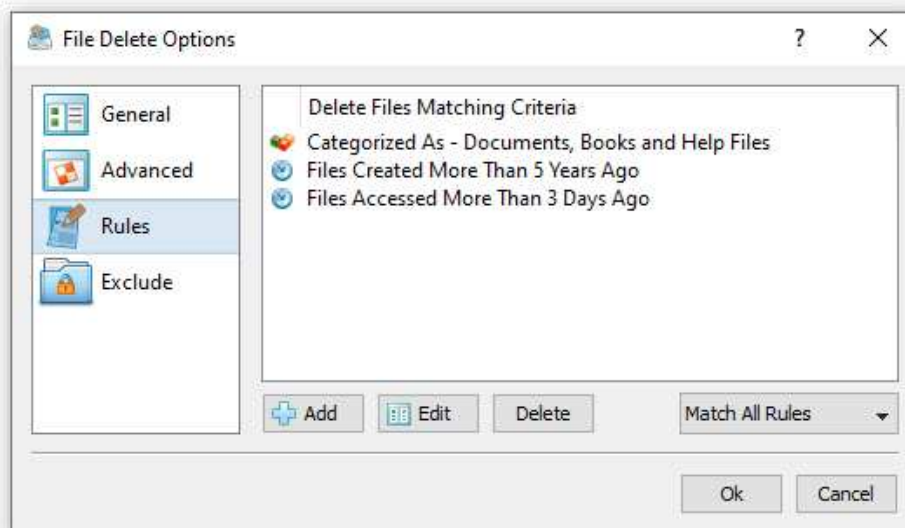 File Delete Options
?
General
Advanced
Rules
Exclude
Delete Files Matching Criteria
Categorized As - Documents, Books and Help Files
Files Created More Than 5 Years Ago
Files Accessed More Than 3 Days Ago
Add
Edit
Delete
Match All Rules
Ok
Cancel